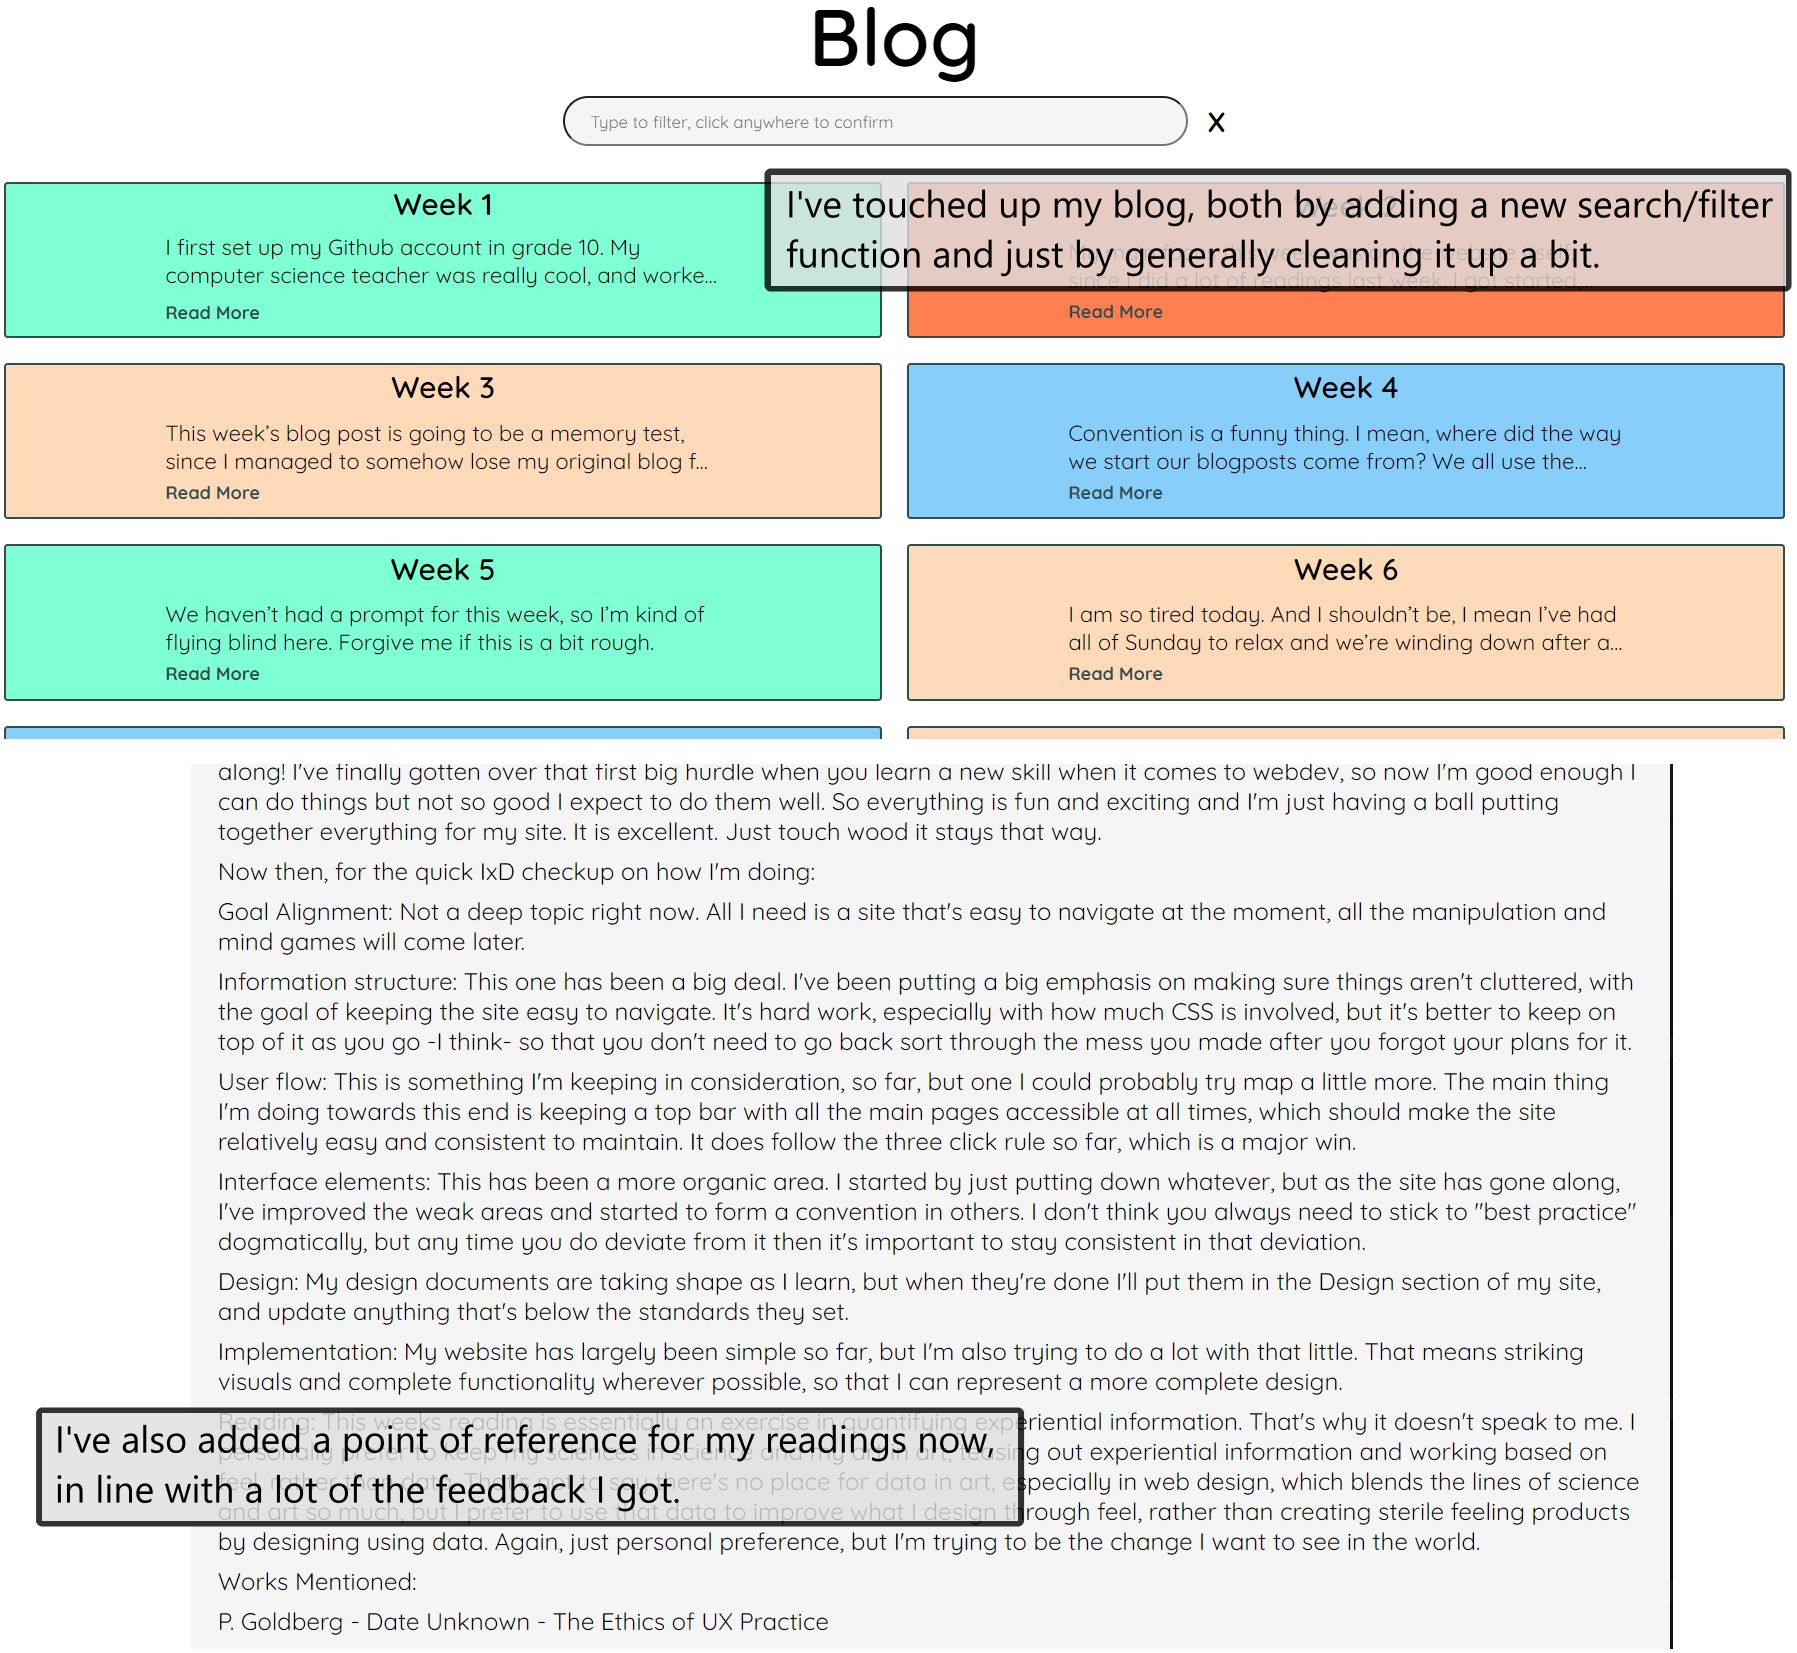 Blog
Type to filter, click anywhere to confirm
X
Week 1
I first set up my Github account in grade 10. My
computer science teacher was really cool, and worke...
Read More
I've touched up my blog, both by adding a new search/filter
function and just by generally cleaning it up a bit.
since I did a lot of readings last week. I got started,...
Read More
Week 3
This week’s blog post is going to be a memory test,
since I managed to somehow lose my original blog f...
Read More
Week 4
Convention is a funny thing. I mean, where did the way
we start our blogposts come from? We all use the...
Read More
Week 5
We haven’t had a prompt for this week, so I’m kind of
flying blind here. Forgive me if this is a bit rough.
Read More
Week 6
I am so tired today. And I shouldn’t be, I mean I’ve had
all of Sunday to relax and we’re winding down after a...
Read More
along! I've finally gotten over that first big hurdle when you learn a new skill when it comes to webdev, so now I'm good enough I
can do things but not so good I expect to do them well. So everything is fun and exciting and I'm just having a ball putting
together everything for my site. It is excellent. Just touch wood it stays that way.
Now then, for the quick IxD checkup on how I'm doing:
Goal Alignment: Not a deep topic right now. All I need is a site that's easy to navigate at the moment, all the manipulation and
mind games will come later.
Information structure: This one has been a big deal. I've been putting a big emphasis on making sure things aren't cluttered, with
the goal of keeping the site easy to navigate. It's hard work, especially with how much CSS is involved, but it's better to keep on
top of it as you go -I think- so that you don't need to go back sort through the mess you made after you forgot your plans for it.
User flow: This is something I'm keeping in consideration, so far, but one I could probably try map a little more. The main thing
I'm doing towards this end is keeping a top bar with all the main pages accessible at all times, which should make the site
relatively easy and consistent to maintain. It does follow the three click rule so far, which is a major win.
Interface elements: This has been a more organic area. I started by just putting down whatever, but as the site has gone along,
I've improved the weak areas and started to form a convention in others. I don't think you always need to stick to "best practice"
dogmatically, but any time you do deviate from it then it's important to stay consistent in that deviation.
Design: My design documents are taking shape as I learn, but when they're done I'll put them in the Design section of my site,
and update anything that's below the standards they set.
Implementation: My website has largely been simple so far, but I'm also trying to do a lot with that little. That means striking
visuals and complete functionality wherever possible, so that I can represent a more complete design.
Reading: This weeks reading is essentially an exercise in quantifying experiential information. That's why it doesn't speak to me. I
personally prefer to keep my sciences in science and my art in art, teasing out experiential information and working based on
feel, rather than data. That's not to say there's no place for data in art, especially in web design, which blends the lines of science
and art so much, but I prefer to use that data to improve what I design through feel, rather than creating sterile feeling products
by designing using data. Again, just personal preference, but I'm trying to be the change I want to see in the world.
I've also added a point of reference for my readings now,
in line with a lot of the feedback I got.
Works Mentioned:
P. Goldberg - Date Unknown - The Ethics of UX Practice